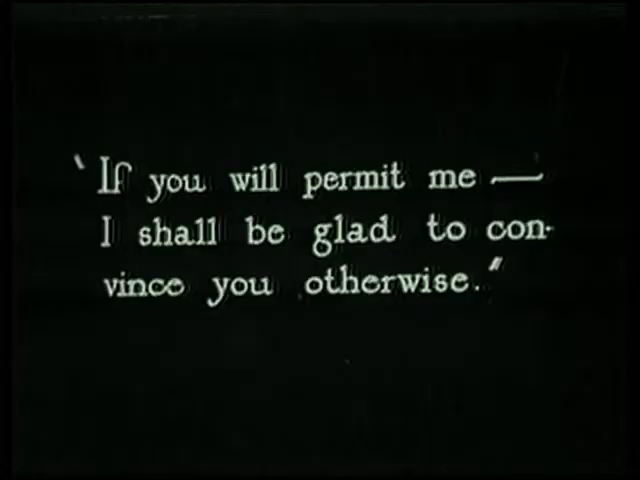 ‛If you will permit me —
I shall be glad to con-
vince you otherwise."